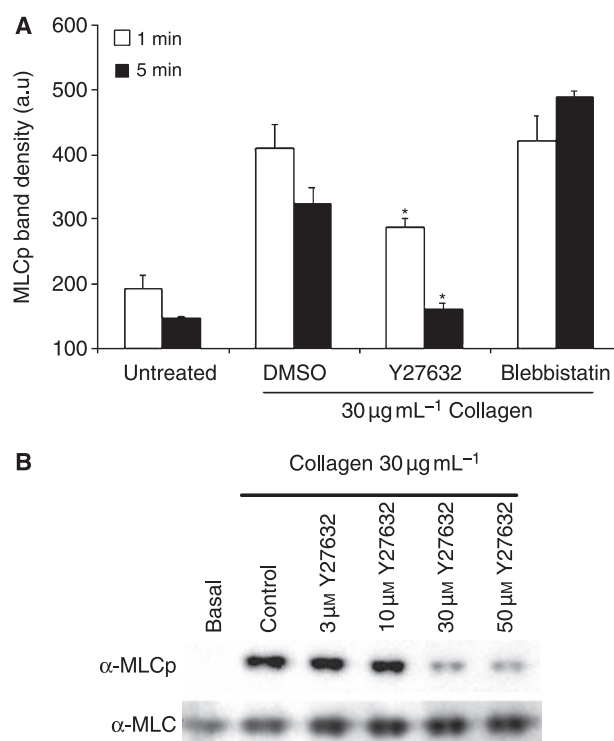 A
MLCp band density (a.u)
600
500
400
300
200
100
1 min
5 min
*
*
Untreated
DMSO
Y27632
Blebbistatin
30 µg mL⁻¹ Collagen
B
Collagen 30 µg mL⁻¹
Basal
Control
3 µM Y27632
10 µM Y27632
30 µM Y27632
50 µM Y27632
α-MLCp
α-MLC